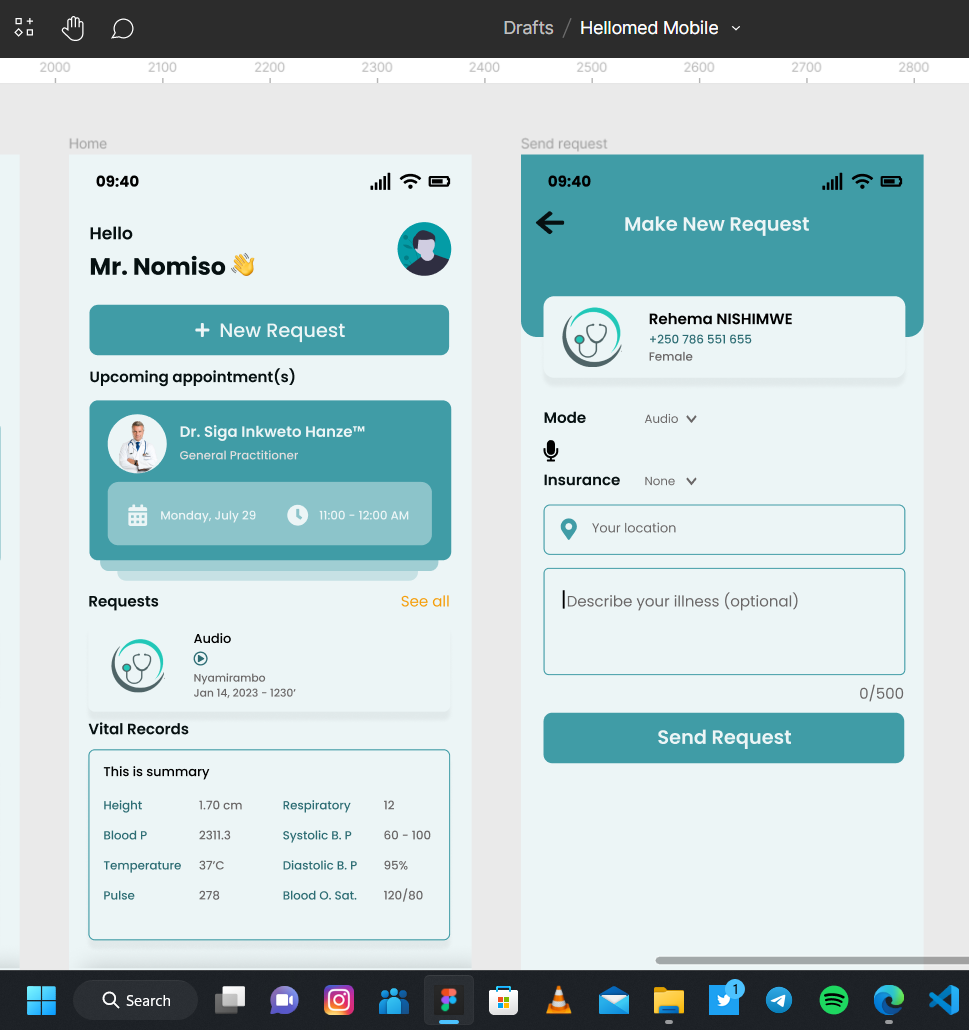 Drafts / Hellomed Mobile
2000 2100 2200 2300 2400 2500 2600 2700 2800
Home
09:40
Hello
Mr. Nomiso 👋
+ New Request
Upcoming appointment(s)
Dr. Siga Inkweto Hanze™
General Practitioner
Monday, July 29
11:00 - 12:00 AM
Requests
See all
Audio
Nyamirambo
Jan 14, 2023 - 1230'
Vital Records
This is summary
Height 1.70 cm Respiratory 12
Blood P 2311.3 Systolic B. P 60 - 100
Temperature 37'C Diastolic B. P 95%
Pulse 278 Blood O. Sat. 120/80
Send request
09:40
Make New Request
Rehema NISHIMWE
+250 786 551 655
Female
Mode Audio
Insurance None
Your location
Describe your illness (optional)
0/500
Send Request
Search
1